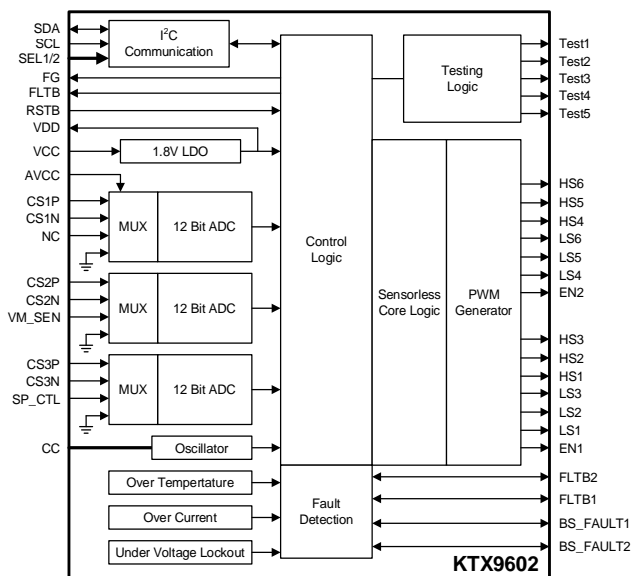 SDA
SCL
SEL1/2
FG
FLTB
RSTB
VDD
VCC
AVCC
CS1P
CS1N
NC
CS2P
CS2N
VM_SEN
CS3P
CS3N
SP_CTL
CC
I2C
Communication
1.8V LDO
MUX
12 Bit ADC
MUX
12 Bit ADC
MUX
12 Bit ADC
Oscillator
Over Tempertature
Over Current
Under Voltage Lockout
Control
Logic
Fault
Detection
Testing
Logic
Sensorless
Core Logic
PWM
Generator
Test1
Test2
Test3
Test4
Test5
HS6
HS5
HS4
LS6
LS5
LS4
EN2
HS3
HS2
HS1
LS3
LS2
LS1
EN1
FLTB2
FLTB1
BS_FAULT1
BS_FAULT2
KTX9602